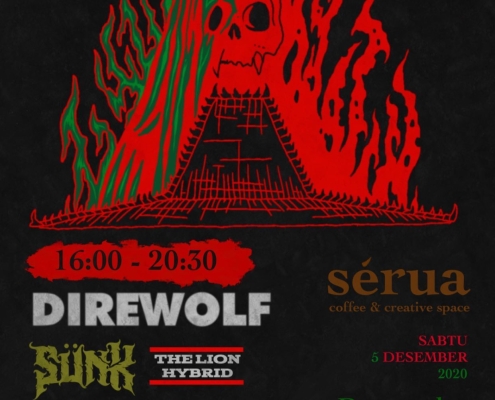 16:00 - 20:30
DIREWOLF
SÜNK
THE LION
HYBRID
sérua
coffee & creative space
SABTU
5 DESEMBER
2020